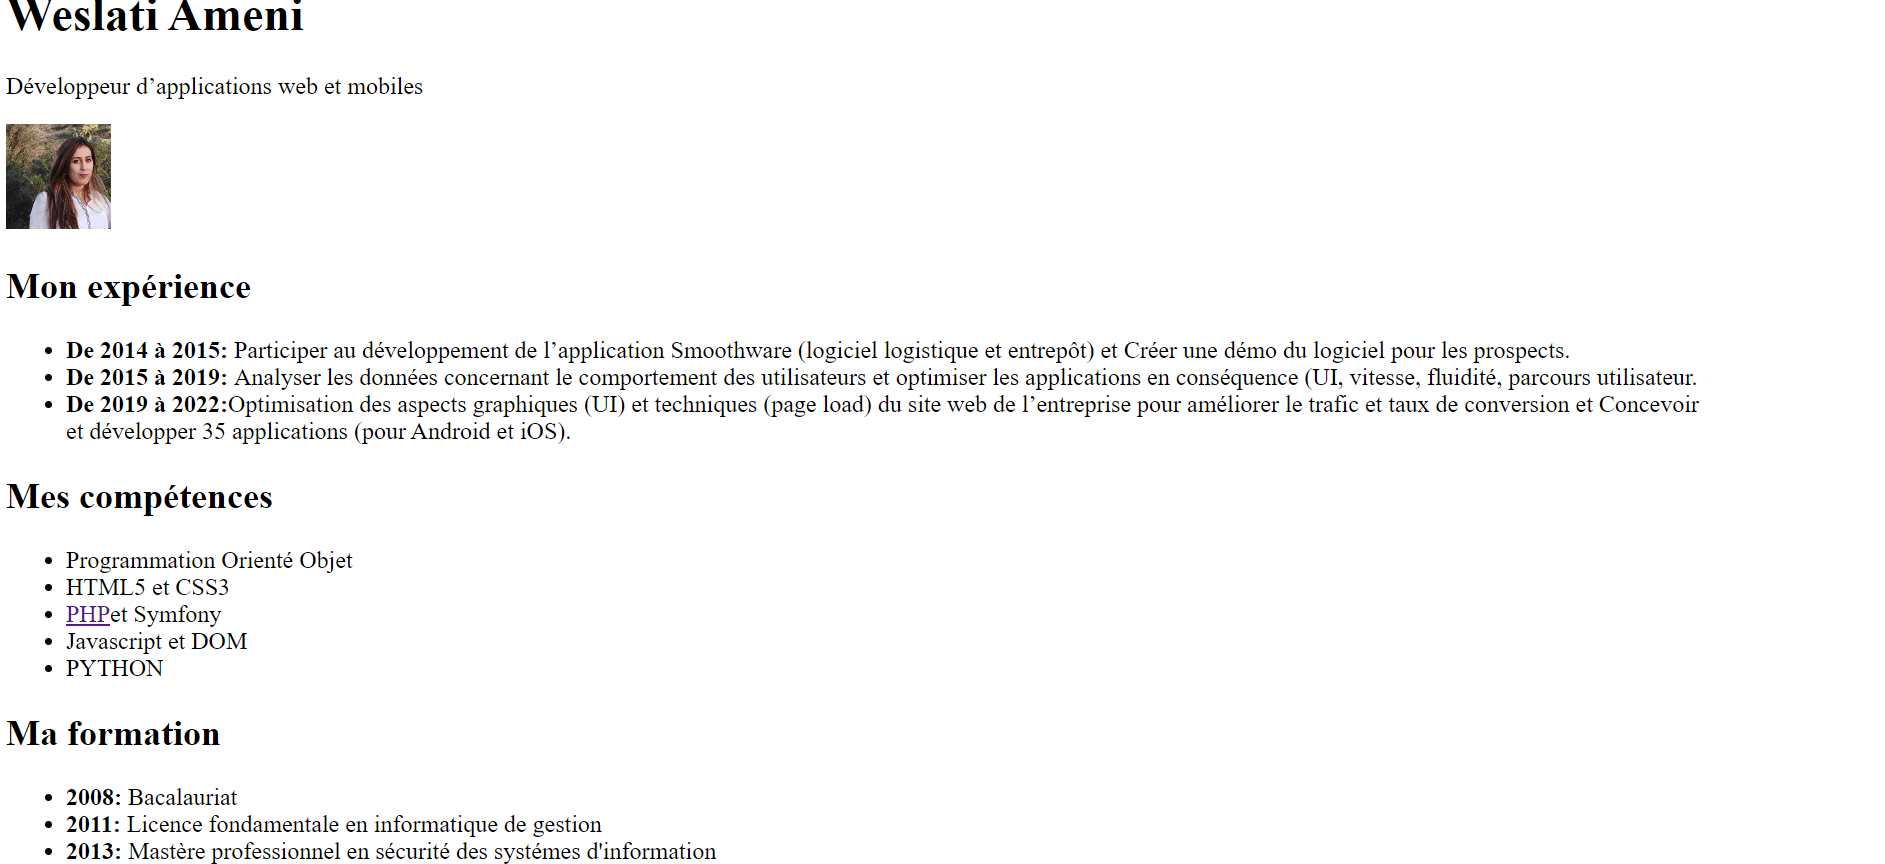 Weslati Ameni
Développeur d’applications web et mobiles
Mon expérience
• De 2014 à 2015: Participer au développement de l’application Smoothware (logiciel logistique et entrepôt) et Créer une démo du logiciel pour les prospects.
• De 2015 à 2019: Analyser les données concernant le comportement des utilisateurs et optimiser les applications en conséquence (UI, vitesse, fluidité, parcours utilisateur.
• De 2019 à 2022:Optimisation des aspects graphiques (UI) et techniques (page load) du site web de l’entreprise pour améliorer le trafic et taux de conversion et Concevoir
et développer 35 applications (pour Android et iOS).
Mes compétences
• Programmation Orienté Objet
• HTML5 et CSS3
• PHPet Symfony
• Javascript et DOM
• PYTHON
Ma formation
• 2008: Bacalauriat
• 2011: Licence fondamentale en informatique de gestion
• 2013: Mastère professionnel en sécurité des systémes d'information